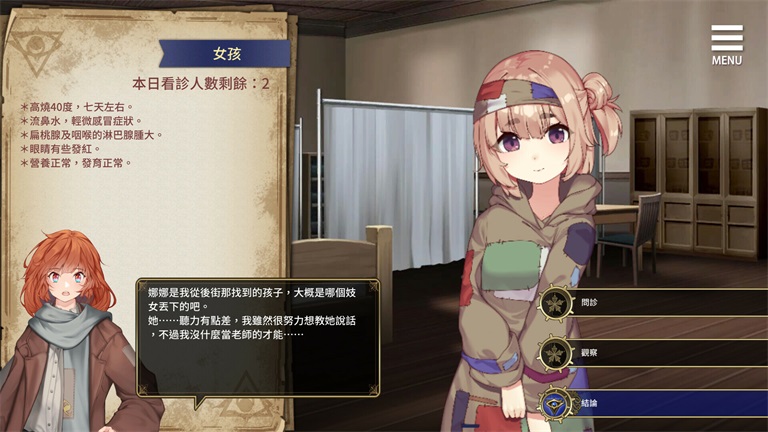 女孩
本日看診人數剩餘：2
＊高燒40度，七天左右。
＊流鼻水，輕微感冒症狀。
＊扁桃腺及咽喉的淋巴腺腫大。
＊眼睛有些發紅。
＊營養正常，發育正常。
MENU
娜娜是我從後街那找到的孩子，大概是哪個妓
女丟下的吧。
她……聽力有點差，我雖然很努力想教她說話
，不過我沒什麼當老師的才能……
問診
觀察
結論